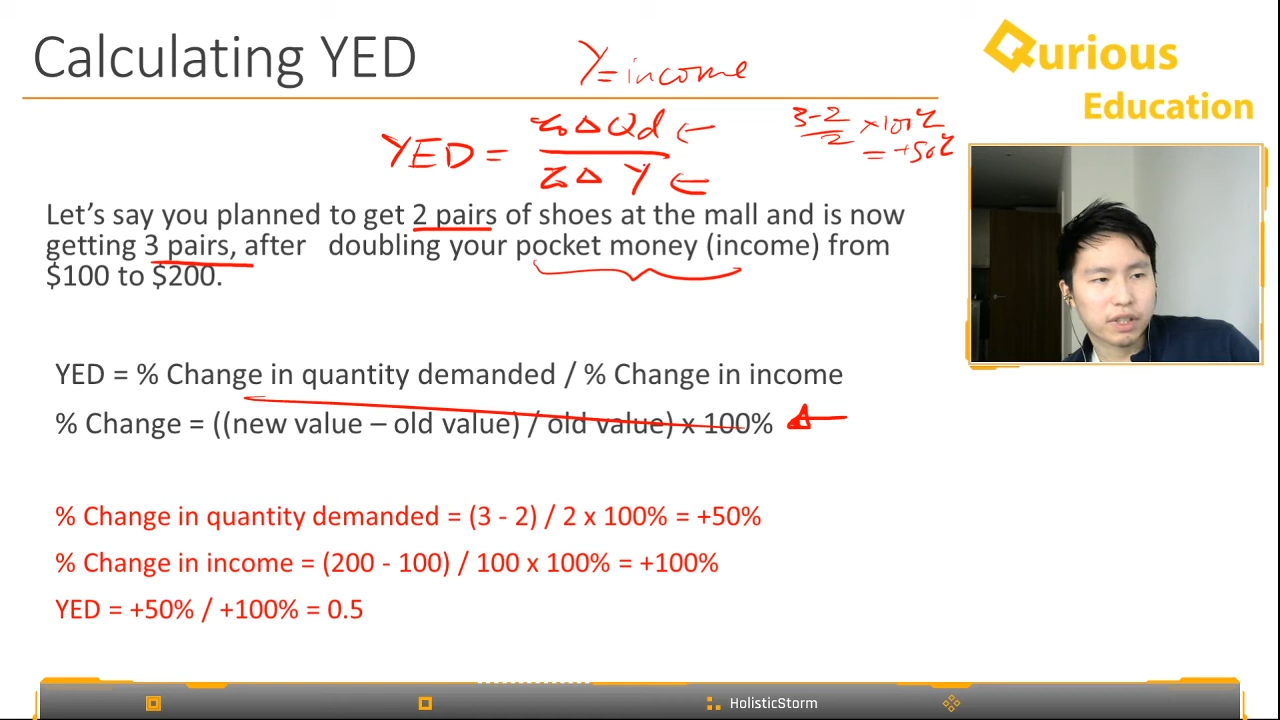 Calculating YED
Y = income
Qurious
Education
YED = % Δ Qd ←
% Δ Y ←
3-2
2
x 100%
= +50%
Let's say you planned to get 2 pairs of shoes at the mall and is now
getting 3 pairs, after doubling your pocket money (income) from
$100 to $200.
YED = % Change in quantity demanded / % Change in income
% Change = ((new value – old value) / old value) x 100%
% Change in quantity demanded = (3 - 2) / 2 x 100% = +50%
% Change in income = (200 - 100) / 100 x 100% = +100%
YED = +50% / +100% = 0.5
HolisticStorm